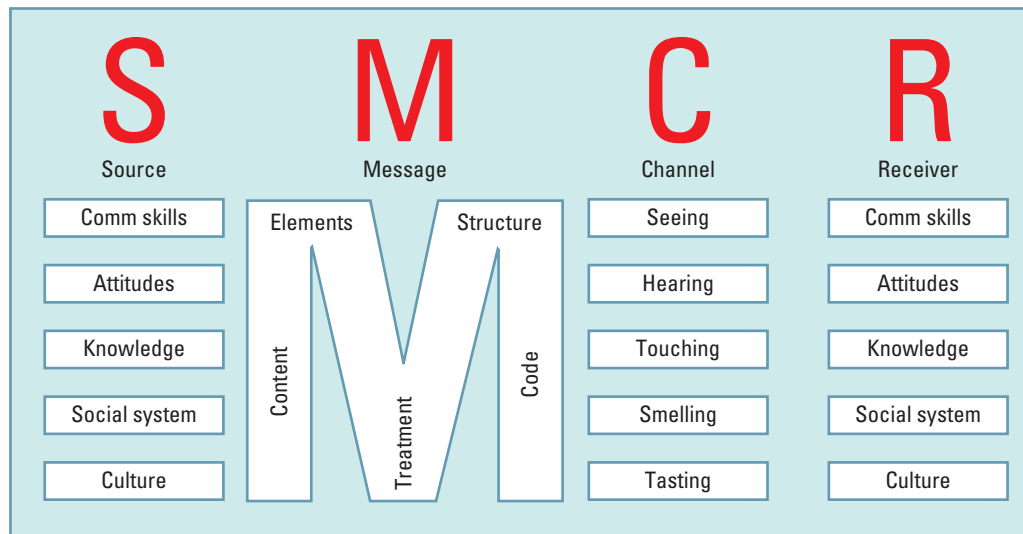 S M C R
Source Message Channel Receiver
Comm skills
Attitudes
Knowledge
Social system
Culture
Elements Structure
Content
Treatment
Code
Seeing
Hearing
Touching
Smelling
Tasting
Comm skills
Attitudes
Knowledge
Social system
Culture